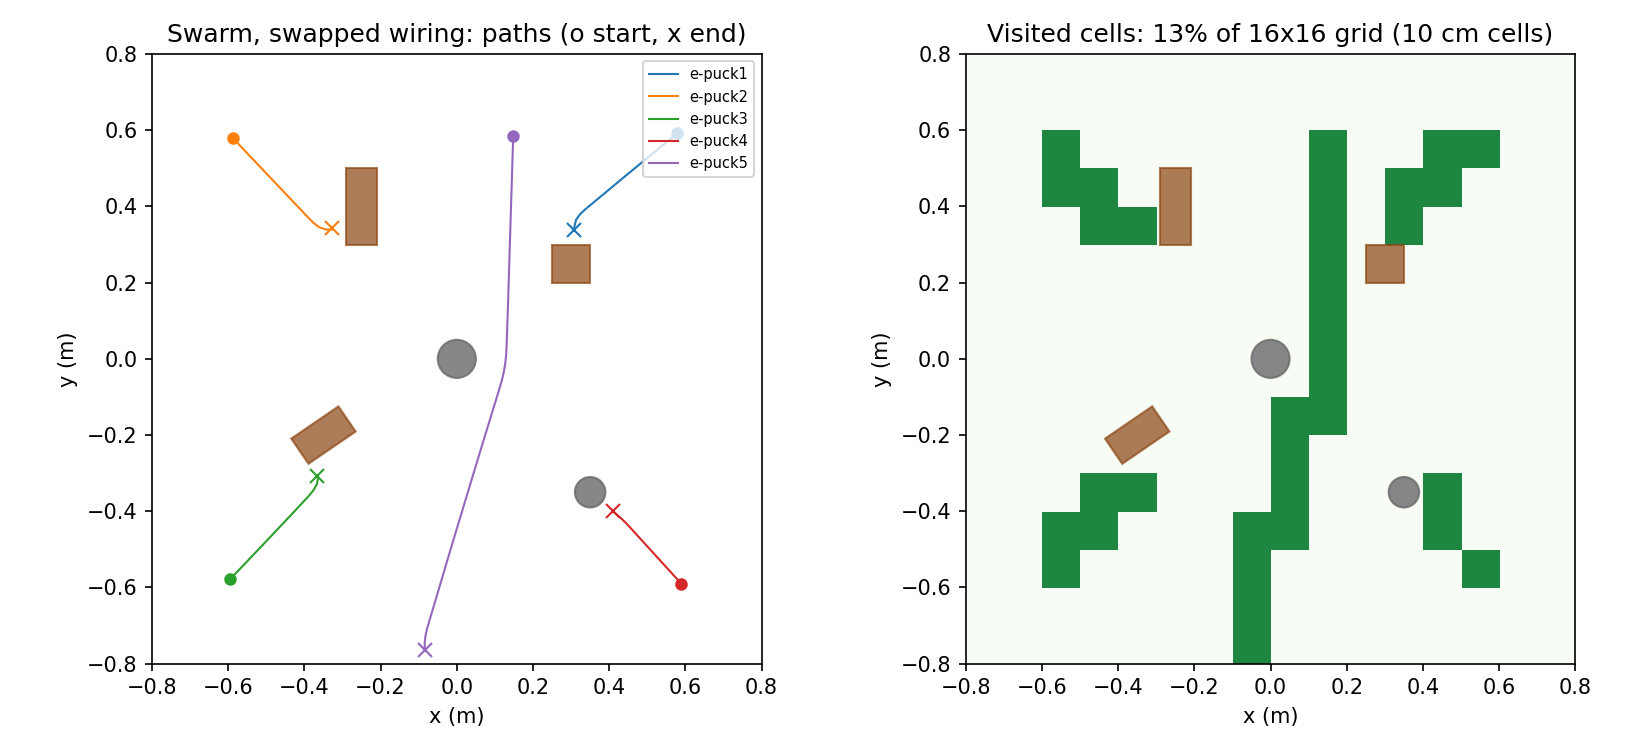 Swarm, swapped wiring: paths (o start, x end)
0.8
0.6
0.4
0.2
0.0
−0.2
−0.4
−0.6
−0.8
y (m)
−0.8 −0.6 −0.4 −0.2 0.0 0.2 0.4 0.6 0.8
x (m)
e-puck1
e-puck2
e-puck3
e-puck4
e-puck5
Visited cells: 13% of 16x16 grid (10 cm cells)
0.8
0.6
0.4
0.2
0.0
−0.2
−0.4
−0.6
−0.8
y (m)
−0.8 −0.6 −0.4 −0.2 0.0 0.2 0.4 0.6 0.8
x (m)